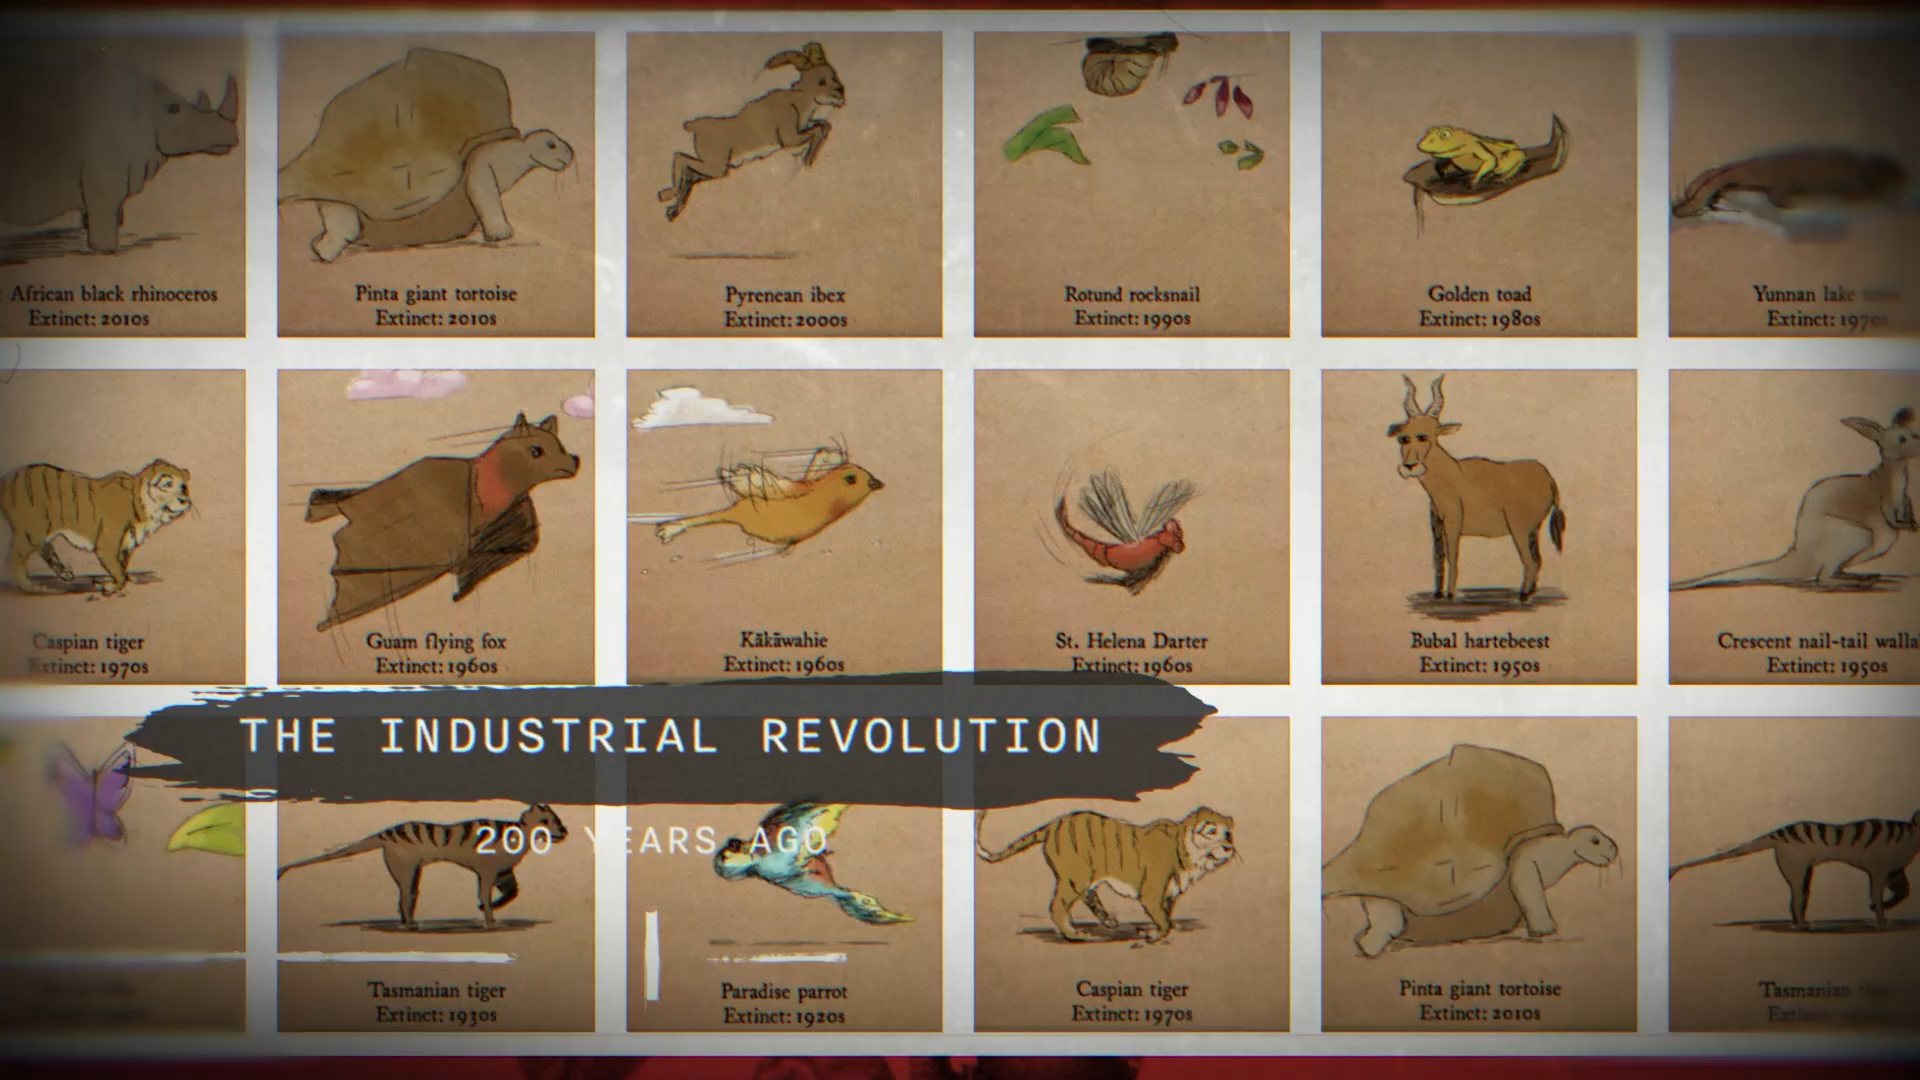 African black rhinoceros
Extinct: 2010s
Pinta giant tortoise
Extinct: 2010s
Pyrenean ibex
Extinct: 2000s
Rotund rocksnail
Extinct: 1990s
Golden toad
Extinct: 1980s
Yunnan lake
Extinct: 1970s
Caspian tiger
Extinct: 1970s
Guam flying fox
Extinct: 1960s
Kākāwahie
Extinct: 1960s
St. Helena Darter
Extinct: 1960s
Bubal hartebeest
Extinct: 1950s
Crescent nail-tail walla
Extinct: 1950s
THE INDUSTRIAL REVOLUTION
200 YEARS AGO
Tasmanian tiger
Extinct: 1930s
Paradise parrot
Extinct: 1920s
Caspian tiger
Extinct: 1970s
Pinta giant tortoise
Extinct: 2010s
Tasmanian